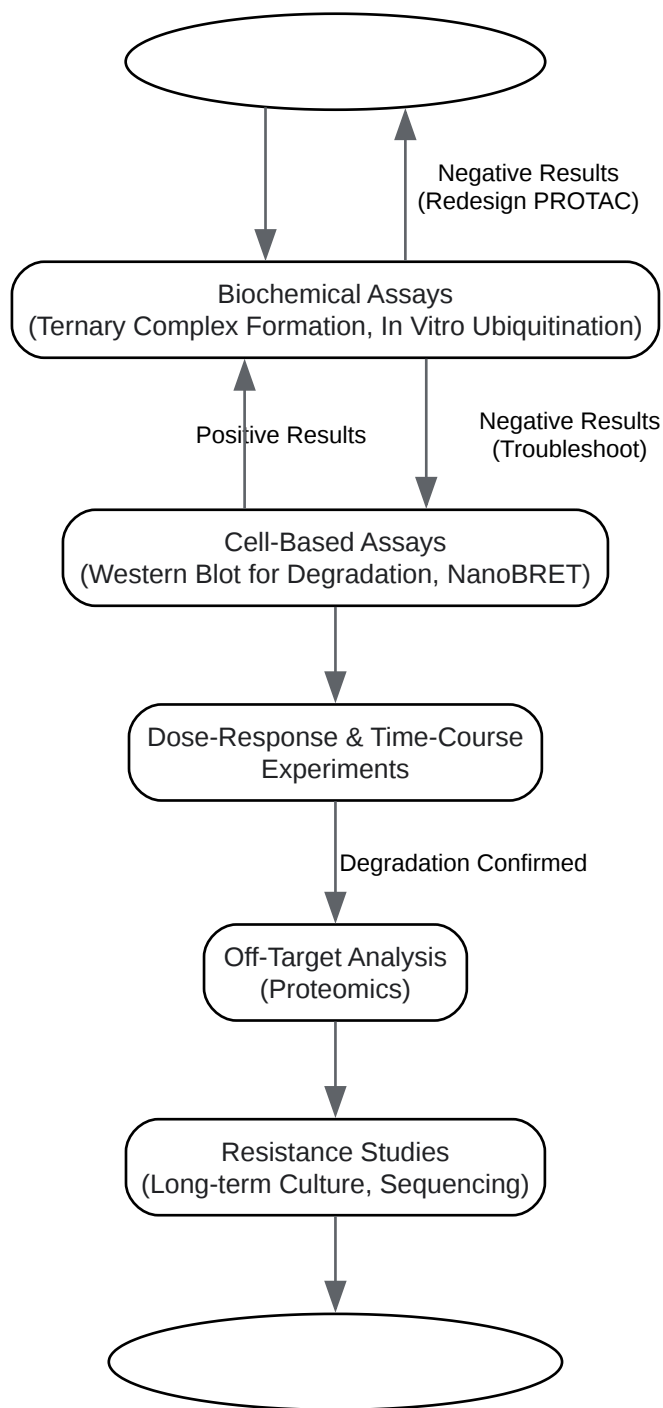 Negative Results
(Redesign PROTAC)
Biochemical Assays
(Ternary Complex Formation, In Vitro Ubiquitination)
Positive Results
Negative Results
(Troubleshoot)
Cell-Based Assays
(Western Blot for Degradation, NanoBRET)
Dose-Response & Time-Course
Experiments
Degradation Confirmed
Off-Target Analysis
(Proteomics)
Resistance Studies
(Long-term Culture, Sequencing)